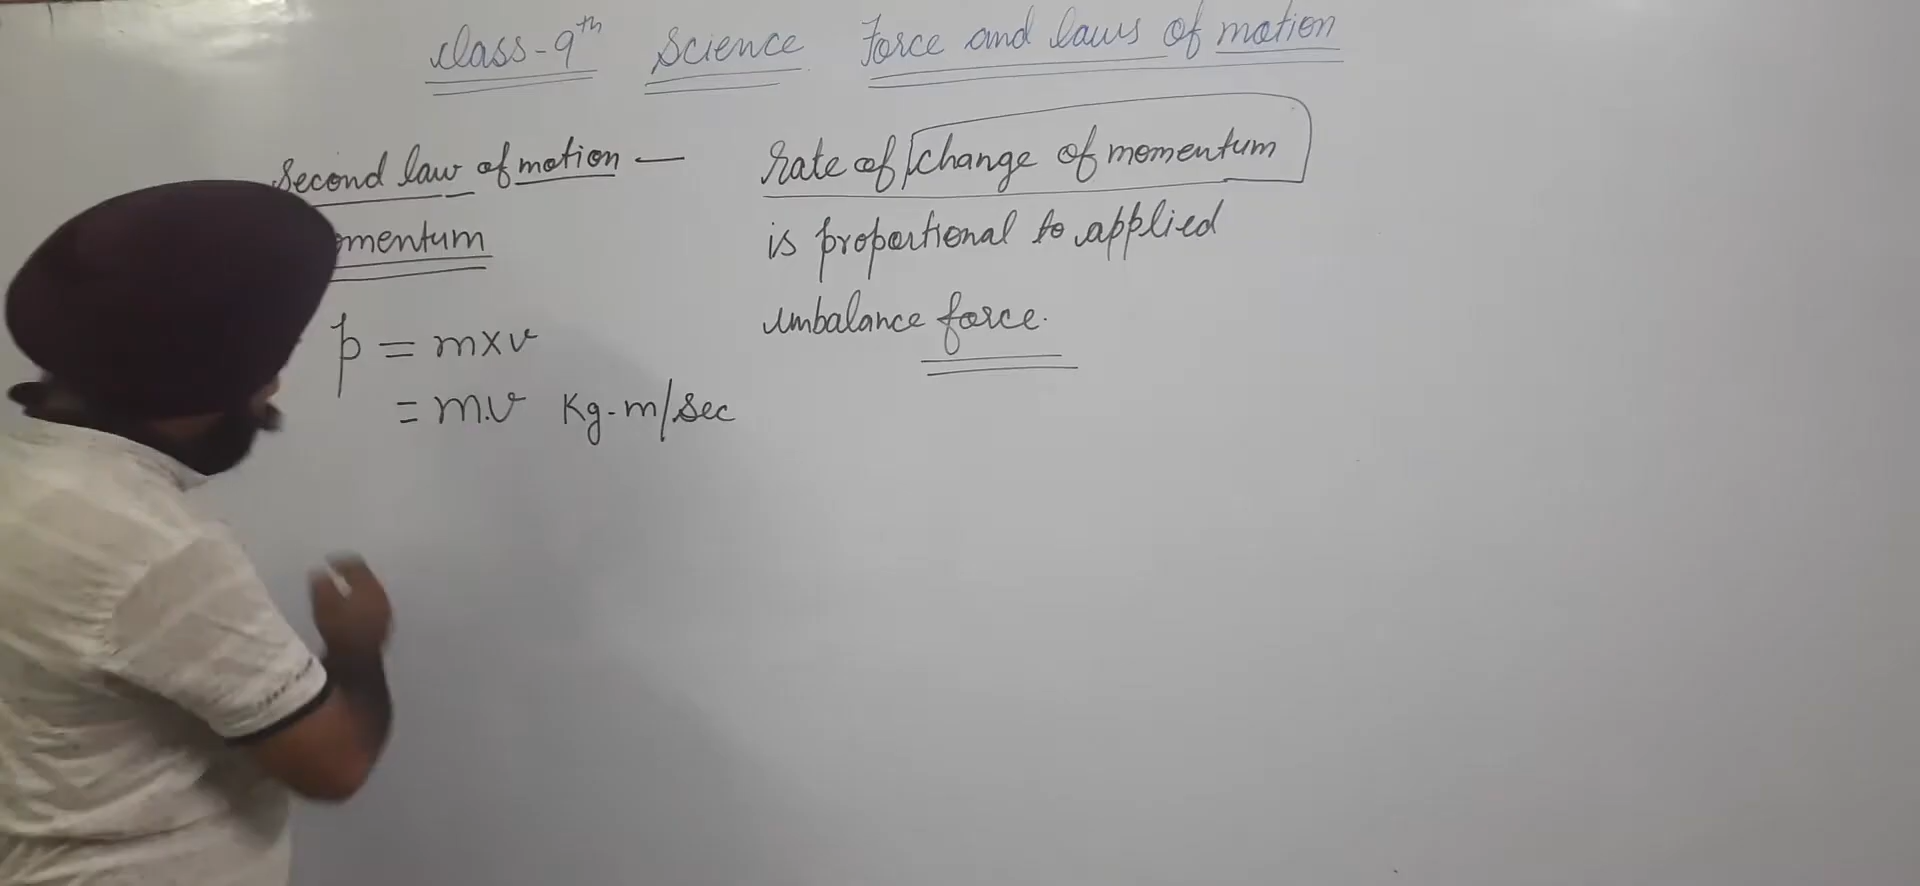 Class-9th Science Force and laws of motion
Second law of motion — Rate of change of momentum
is proportional to applied
unbalance force.
mentum
p = m×v
= m.v Kg-m/sec